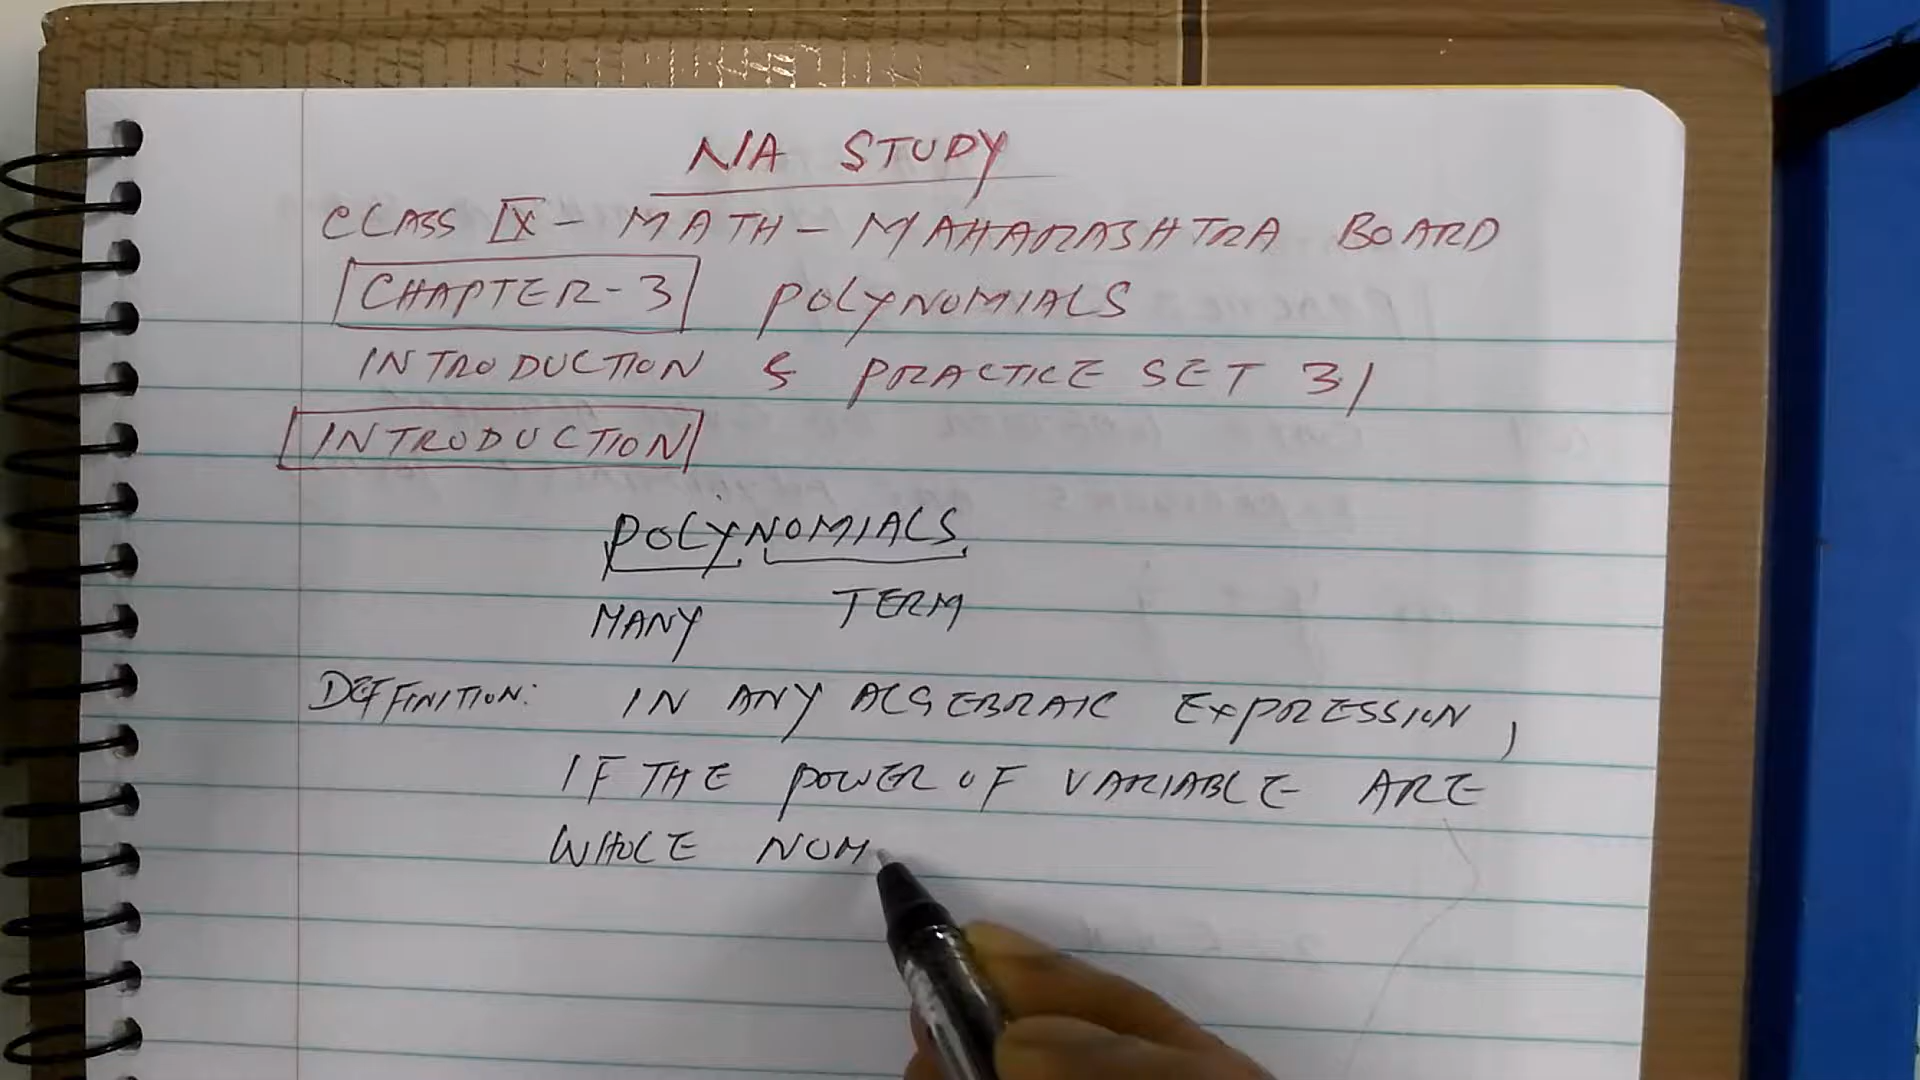 NA STUDY
CLASS IX - MATH - MAHARASHTRA BOARD
CHAPTER-3 POLYNOMIALS
INTRODUCTION & PRACTICE SET 3.1
INTRODUCTION
POLYNOMIALS
MANY TERM
DEFFINITION: IN ANY ALGEBRAIC EXPRESSION,
IF THE POWER OF VARIABLE ARE
WHOLE NUM